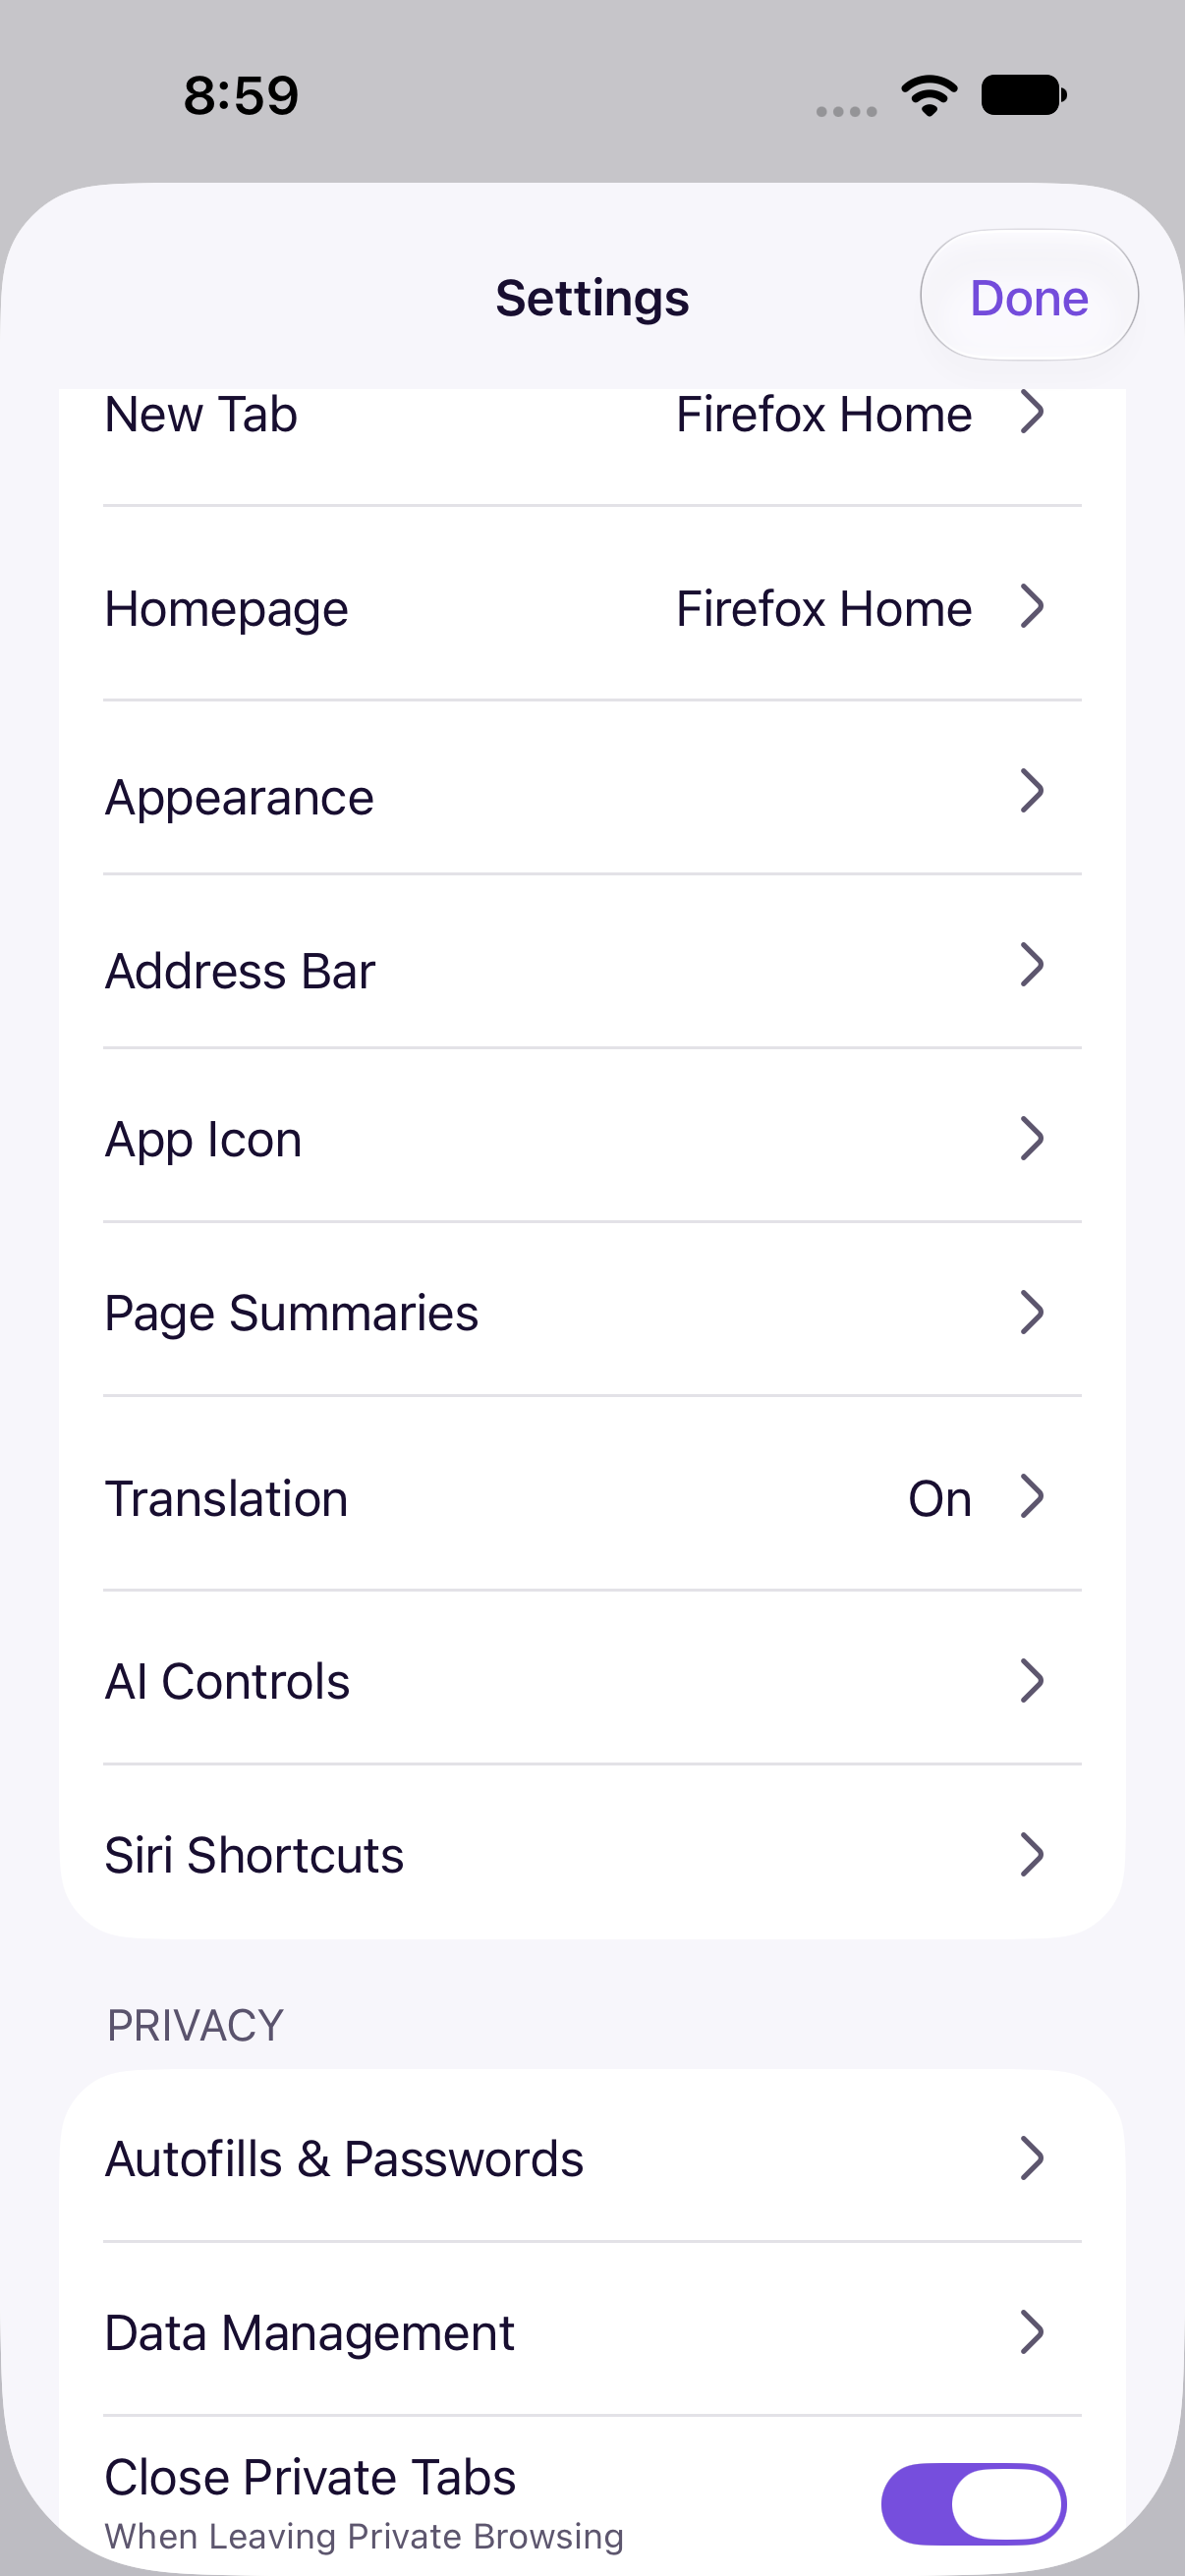 8:59
Settings
Done
New Tab Firefox Home
Homepage Firefox Home
Appearance
Address Bar
App Icon
Page Summaries
Translation On
AI Controls
Siri Shortcuts
PRIVACY
Autofills & Passwords
Data Management
Close Private Tabs
When Leaving Private Browsing